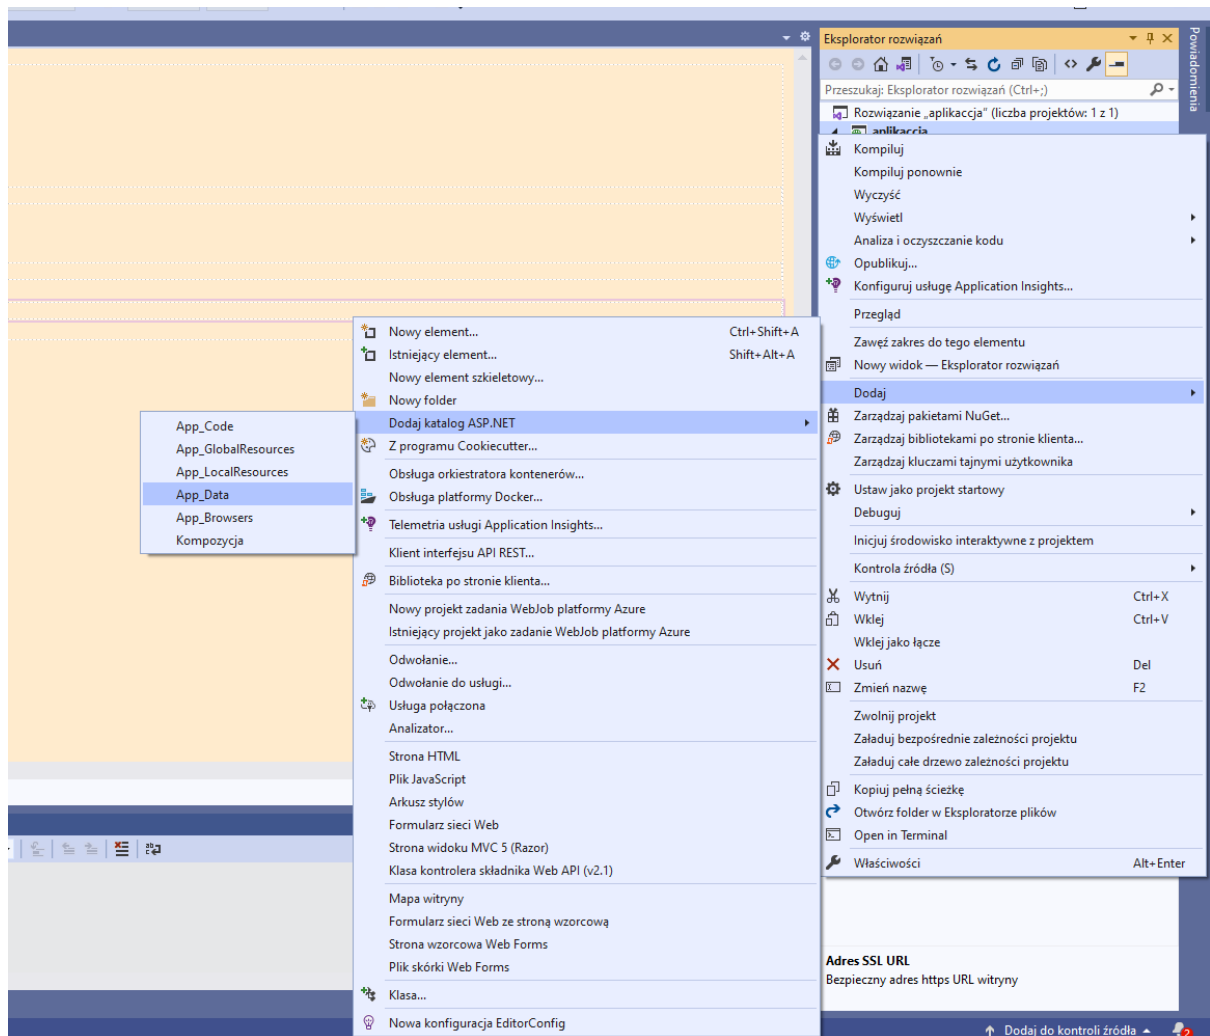 Eksplorator rozwiązań
Powiadomienia
Przeszukaj: Eksplorator rozwiązań (Ctrl+;)
Rozwiązanie „aplikaccja” (liczba projektów: 1 z 1)
aplikaccja
Kompiluj
Kompiluj ponownie
Wyczyść
Wyświetl
Analiza i oczyszczanie kodu
Opublikuj...
Konfiguruj usługę Application Insights...
Przegląd
Zawęź zakres do tego elementu
Nowy widok — Eksplorator rozwiązań
Dodaj
Zarządzaj pakietami NuGet...
Zarządzaj bibliotekami po stronie klienta...
Zarządzaj kluczami tajnymi użytkownika
Ustaw jako projekt startowy
Debuguj
Inicjuj środowisko interaktywne z projektem
Kontrola źródła (S)
Wytnij Ctrl+X
Wklej Ctrl+V
Wklej jako łącze
Usuń Del
Zmień nazwę F2
Zwolnij projekt
Załaduj bezpośrednie zależności projektu
Załaduj całe drzewo zależności projektu
Kopiuj pełną ścieżkę
Otwórz folder w Eksploratorze plików
Open in Terminal
Właściwości Alt+Enter
Nowy element... Ctrl+Shift+A
Istniejący element... Shift+Alt+A
Nowy element szkieletowy...
Nowy folder
Dodaj katalog ASP.NET
Z programu Cookiecutter...
Obsługa orkiestratora kontenerów...
Obsługa platformy Docker...
Telemetria usługi Application Insights...
Klient interfejsu API REST...
Biblioteka po stronie klienta...
Nowy projekt zadania WebJob platformy Azure
Istniejący projekt jako zadanie WebJob platformy Azure
Odwołanie...
Odwołanie do usługi...
Usługa połączona
Analizator...
Strona HTML
Plik JavaScript
Arkusz stylów
Formularz sieci Web
Strona widoku MVC 5 (Razor)
Klasa kontrolera składnika Web API (v2.1)
Mapa witryny
Formularz sieci Web ze stroną wzorcową
Strona wzorcowa Web Forms
Plik skórki Web Forms
Klasa...
Nowa konfiguracja EditorConfig
App_Code
App_GlobalResources
App_LocalResources
App_Data
App_Browsers
Kompozycja
Adres SSL URL
Bezpieczny adres https URL witryny
Dodaj do kontroli źródła
2